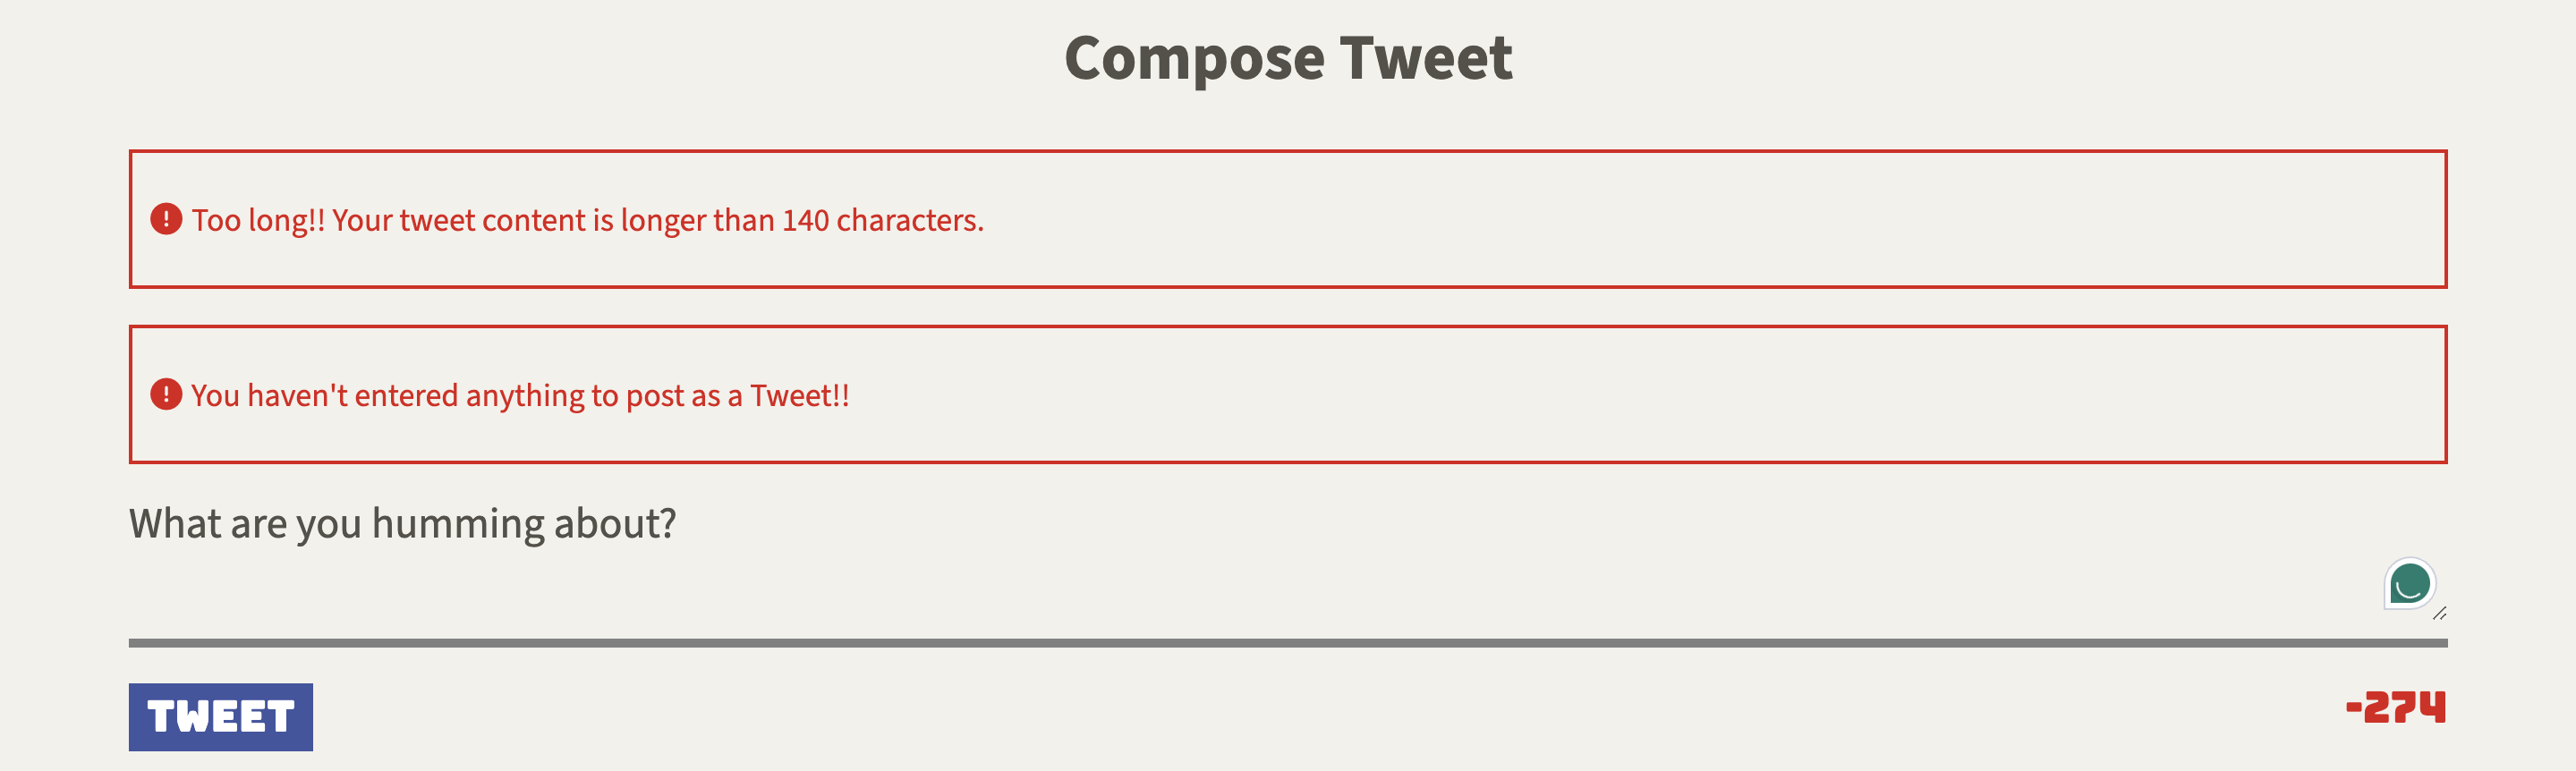 Compose Tweet
Too long!! Your tweet content is longer than 140 characters.
You haven't entered anything to post as a Tweet!!
What are you humming about?
TWEET
-274